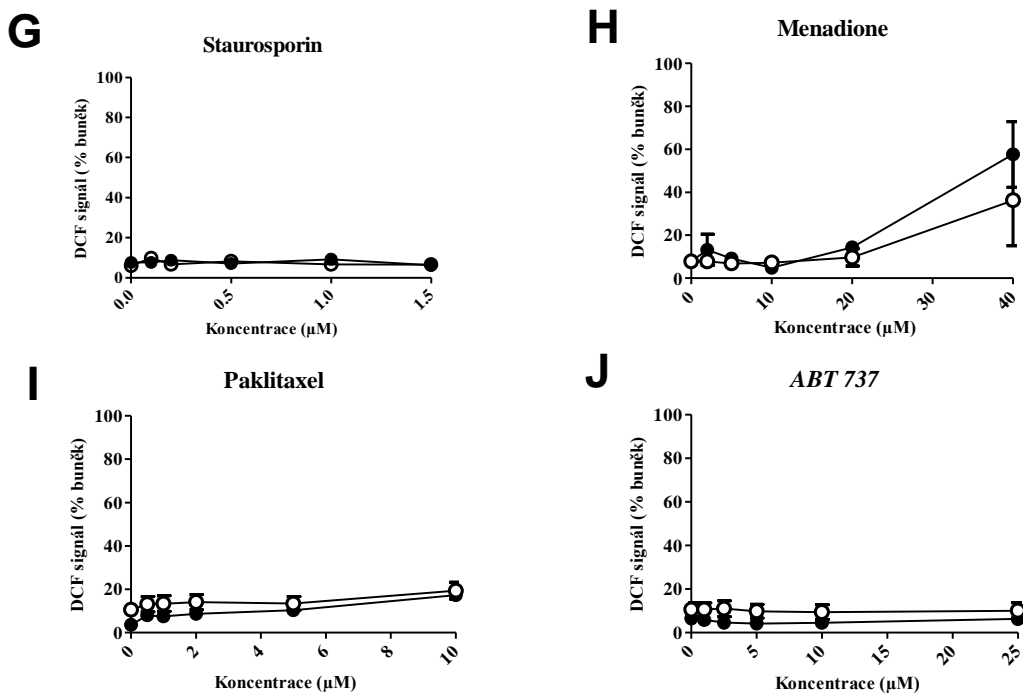 G
Staurosporin
DCF signál (% buněk)
100
80
60
40
20
0
0.0
0.5
1.0
1.5
Koncentrace (µM)
H
Menadione
DCF signál (% buněk)
100
80
60
40
20
0
0
10
20
30
40
Koncentrace (µM)
I
Paklitaxel
DCF signál (% buněk)
100
80
60
40
20
0
0
2
4
6
8
10
Koncentrace (µM)
J
ABT 737
DCF signál (% buněk)
100
80
60
40
20
0
0
5
10
15
20
25
Koncentrace (µM)